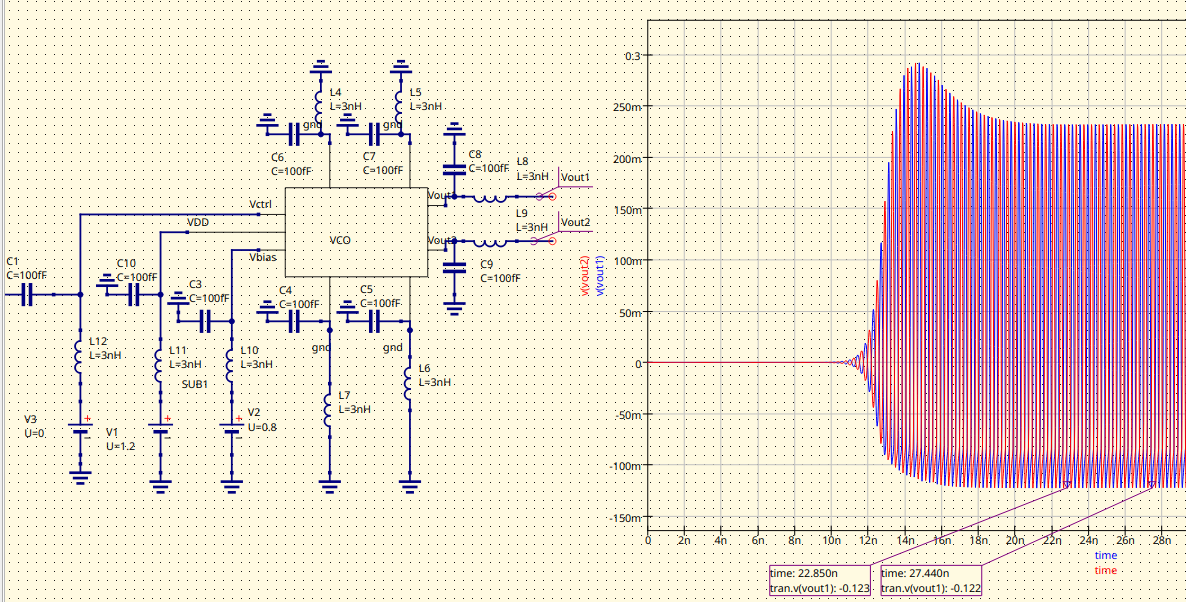 L4
L=3nH
gnd
C6
C=100fF
L5
L=3nH
gnd
C7
C=100fF
C8
C=100fF
L8
L=3nH
Vout1
L9
L=3nH
Vout2
C9
C=100fF
Vctrl
VDD
Vbias
VCO
Vout
Vout
C1
C=100fF
C10
C=100fF
C3
C=100fF
C4
C=100fF
C5
C=100fF
gnd
gnd
L12
L=3nH
L11
L=3nH
SUB1
L10
L=3nH
L7
L=3nH
L6
L=3nH
V3
U=0
V1
U=1.2
V2
U=0.8
+
+
+
v(vout2)
v(vout1)
0.3
250m
200m
150m
100m
50m
0
-50m
-100m
-150m
0
2n
4n
6n
8n
10n
12n
14n
16n
18n
20n
22n
24n
26n
28n
time
time
time: 22.850n
tran.v(vout1): -0.123
time: 27.440n
tran.v(vout1): -0.122